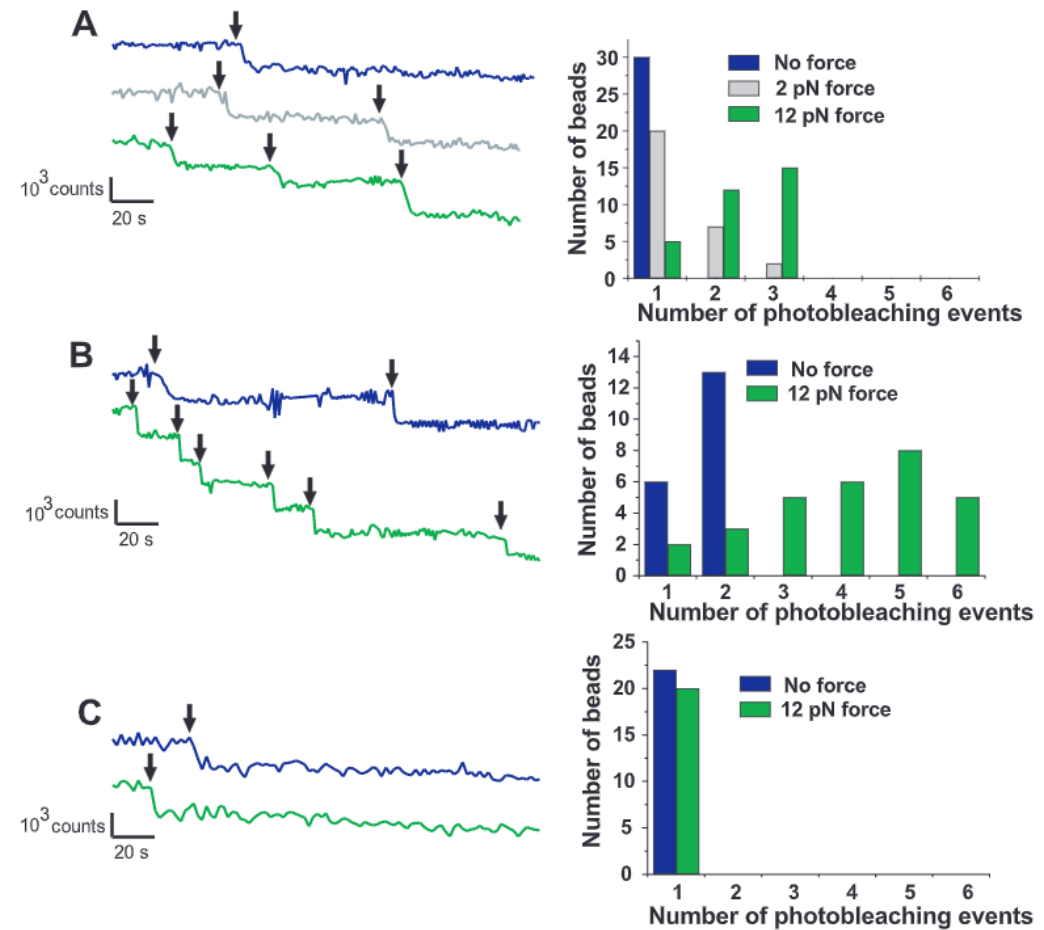 A
10³ counts
20 s
Number of beads
30
25
20
15
10
5
0
No force
2 pN force
12 pN force
1 2 3 4 5 6
Number of photobleaching events
B
10³ counts
20 s
Number of beads
14
12
10
8
6
4
2
0
No force
12 pN force
1 2 3 4 5 6
Number of photobleaching events
C
10³ counts
20 s
Number of beads
25
20
15
10
5
0
No force
12 pN force
1 2 3 4 5 6
Number of photobleaching events